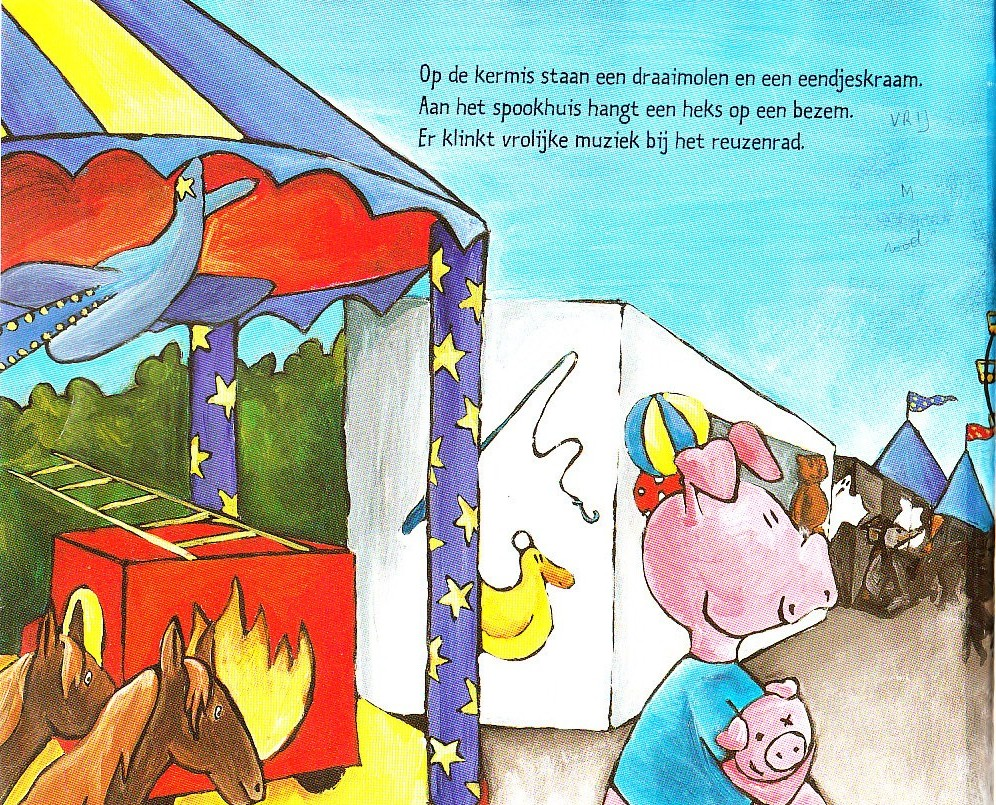 Op de kermis staan een draaimolen en een eendjeskraam.
Aan het spookhuis hangt een heks op een bezem.
Er klinkt vrolijke muziek bij het reuzenrad.
VRIJ
M